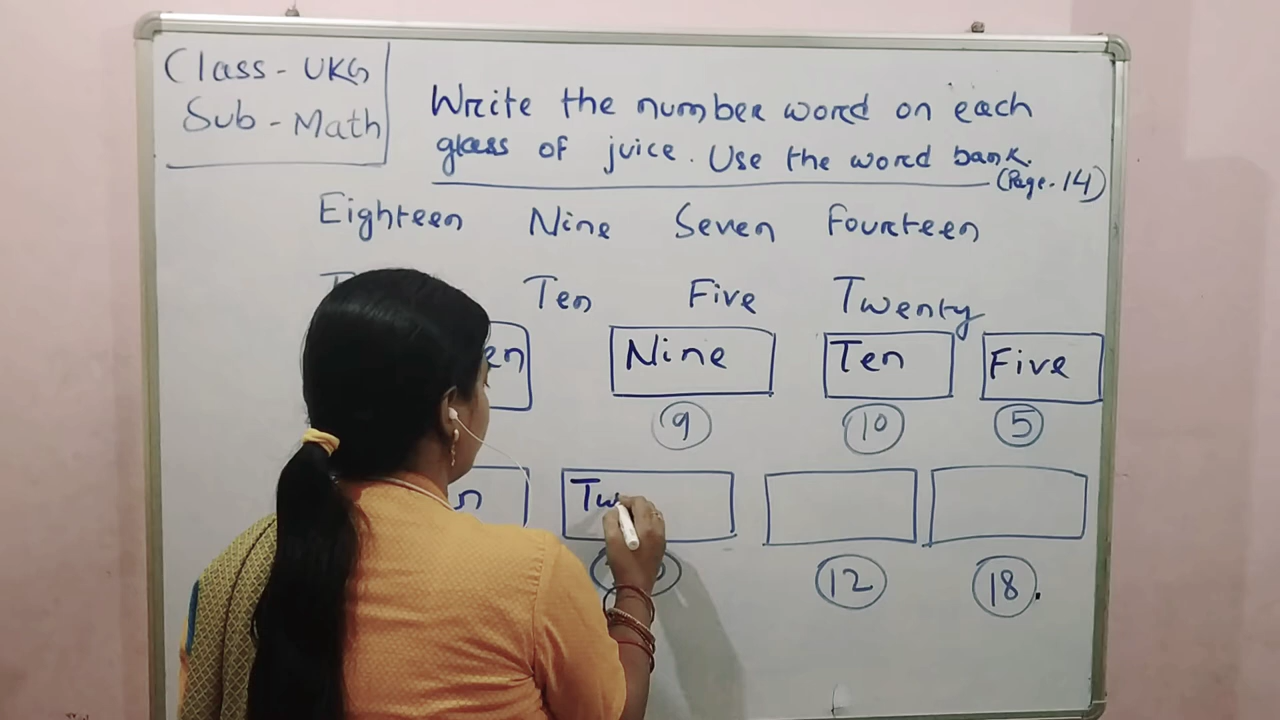 Class - UKG
Sub - Math
Write the number word on each
glass of juice. Use the word bank.
(Page. 14)
Eighteen Nine Seven Fourteen
Ten Five Twenty
Nine Ten Five
9 10 5
Tw
12 18.